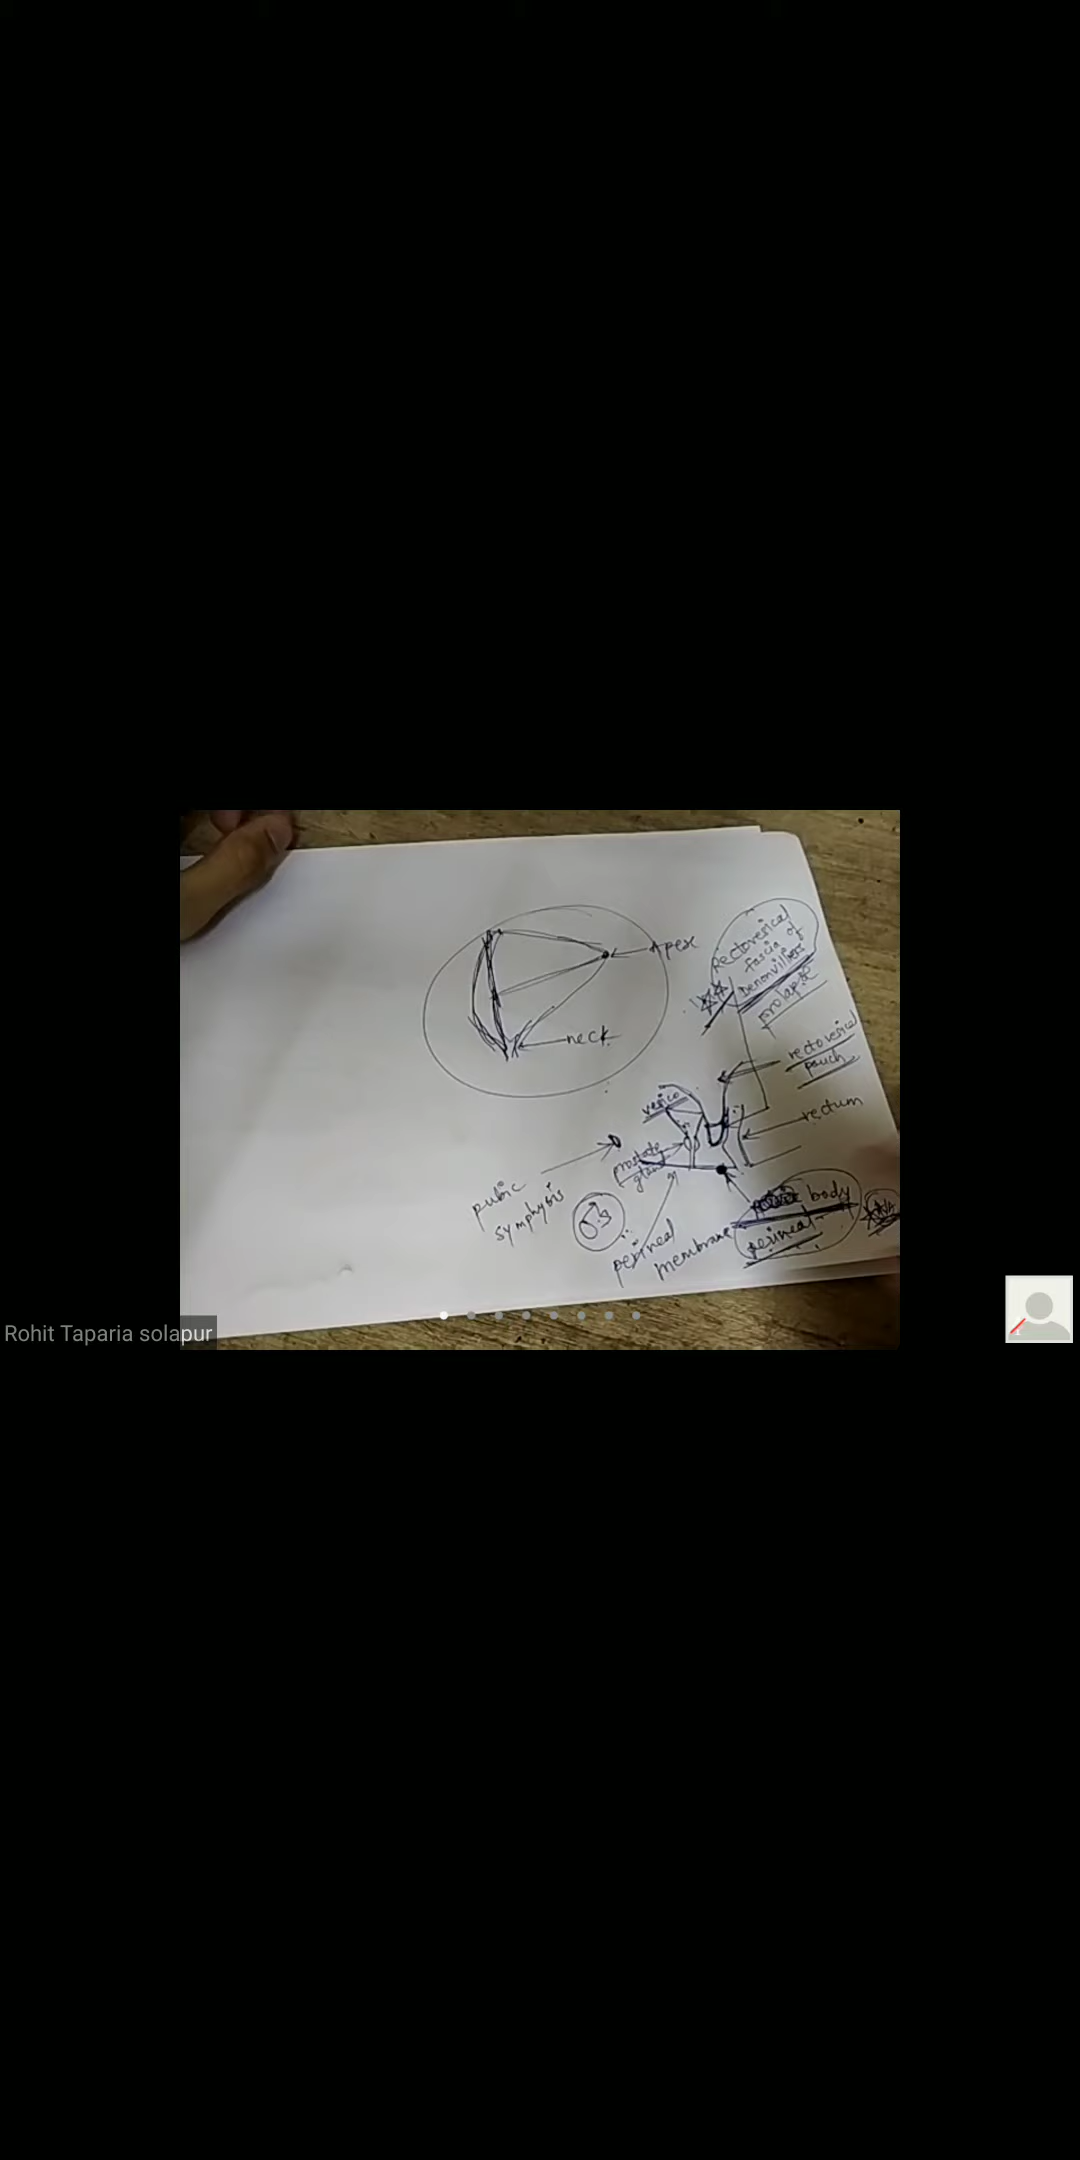 Apex
neck
Rectovesical
fascia of
Denonvilliers
prolapse
rectovesical
pouch
rectum
vesico
prostate
gland
pubic
symphysis
perineal
membrane
body
perineal
Rohit Taparia solapur